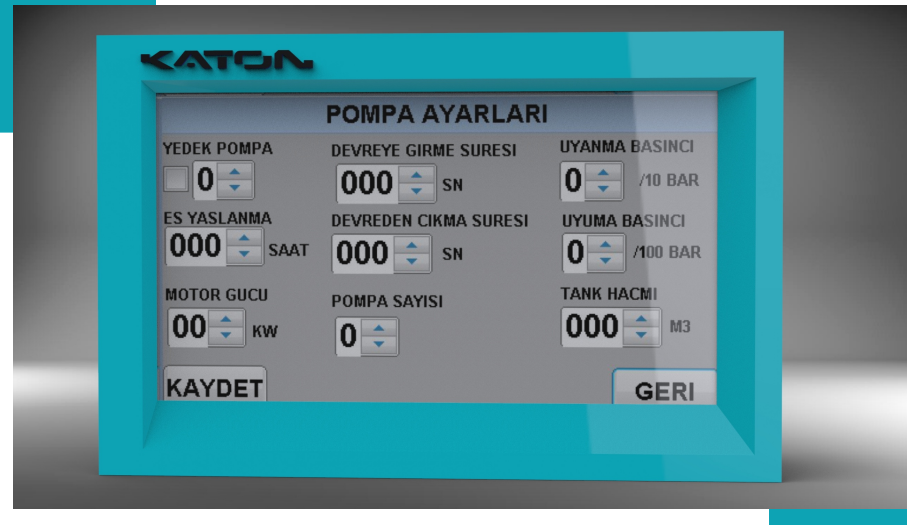 KATON
POMPA AYARLARI
YEDEK POMPA
0
ES YASLANMA
000 SAAT
MOTOR GUCU
00 KW
DEVREYE GIRME SURESI
000 SN
DEVREDEN CIKMA SURESI
000 SN
POMPA SAYISI
0
UYANMA BASINCI
0 /10 BAR
UYUMA BASINCI
0 /100 BAR
TANK HACMI
000 M3
KAYDET
GERI